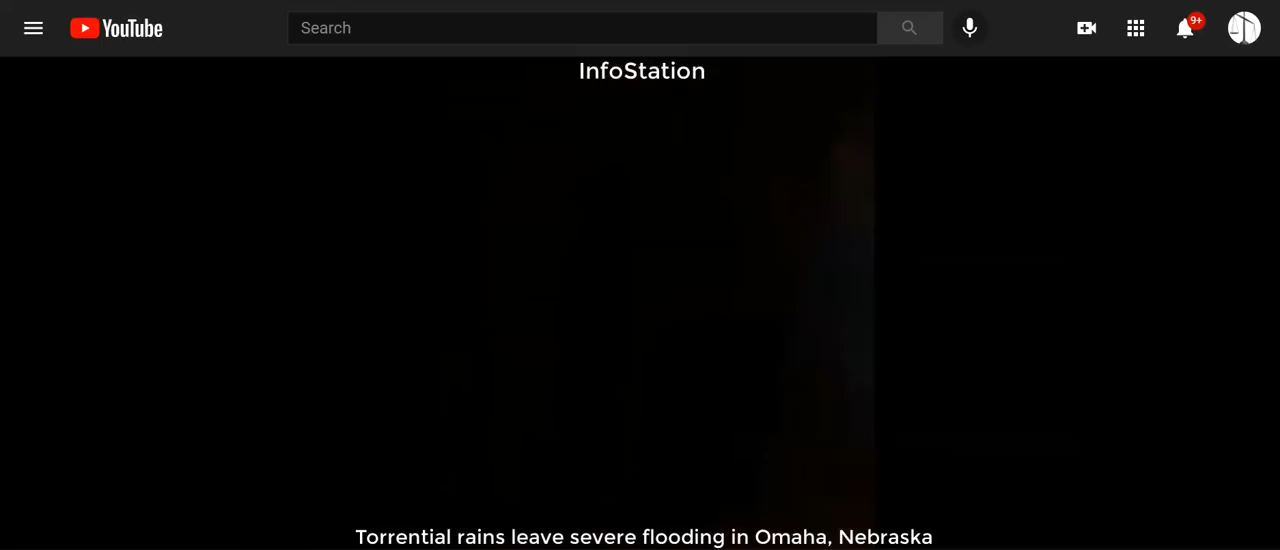 YouTube
Search
9+
InfoStation
Torrential rains leave severe flooding in Omaha, Nebraska